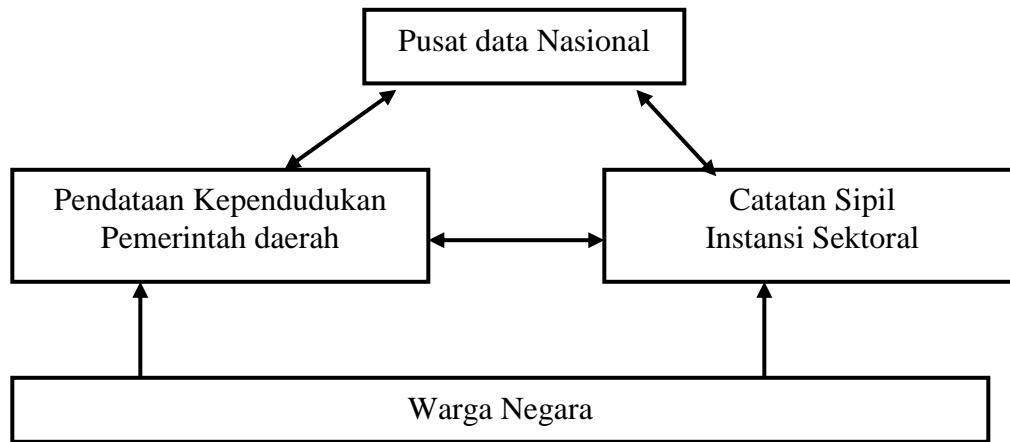 Pusat data Nasional
Pendataan Kependudukan
Pemerintah daerah
Catatan Sipil
Instansi Sektoral
Warga Negara